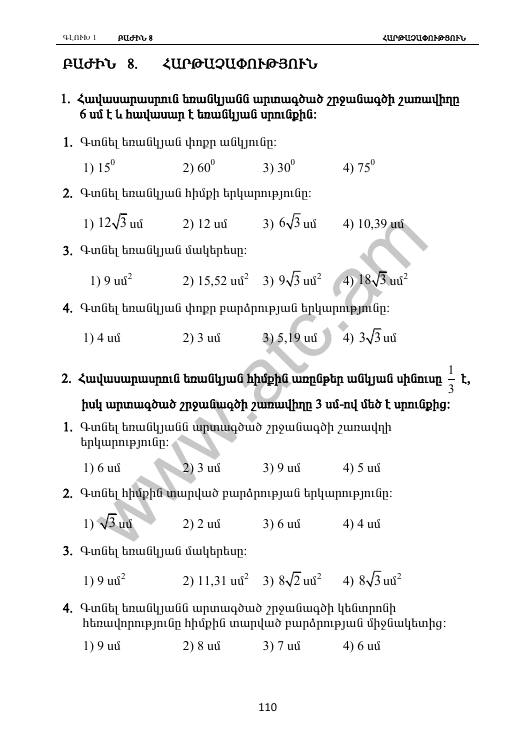 ԳԼՈՒԽ 1 ԲԱԺԻՆ 8 ՀԱՐԹԱՉԱՓՈՒԹՅՈՒՆ
ԲԱԺԻՆ 8. ՀԱՐԹԱՉԱՓՈՒԹՅՈՒՆ
1. Հավասարասրուն եռանկյանն արտագծած շրջանագծի շառավիղը
6 սմ է և հավասար է եռանկյան սրունքին:
1. Գտնել եռանկյան փոքր անկյունը:
1) 15⁰ 2) 60⁰ 3) 30⁰ 4) 75⁰
2. Գտնել եռանկյան հիմքի երկարությունը:
1) 12√3 սմ 2) 12 սմ 3) 6√3 սմ 4) 10,39 սմ
3. Գտնել եռանկյան մակերեսը:
1) 9 սմ² 2) 15,52 սմ² 3) 9√3 սմ² 4) 18√3 սմ²
4. Գտնել եռանկյան փոքր բարձրության երկարությունը:
1) 4 սմ 2) 3 սմ 3) 5,19 սմ 4) 3√3 սմ
2. Հավասարասրուն եռանկյան հիմքին առընթեր անկյան սինուսը 1/3 է,
իսկ արտագծած շրջանագծի շառավիղը 3 սմ-ով մեծ է սրունքից:
1. Գտնել եռանկյանն արտագծած շրջանագծի շառավղի
երկարությունը:
1) 6 սմ 2) 3 սմ 3) 9 սմ 4) 5 սմ
2. Գտնել հիմքին տարված բարձրության երկարությունը:
1) √3 սմ 2) 2 սմ 3) 6 սմ 4) 4 սմ
3. Գտնել եռանկյան մակերեսը:
1) 9 սմ² 2) 11,31 սմ² 3) 8√2 սմ² 4) 8√3 սմ²
4. Գտնել եռանկյանն արտագծած շրջանագծի կենտրոնի
հեռավորությունը հիմքին տարված բարձրության միջնակետից:
1) 9 սմ 2) 8 սմ 3) 7 սմ 4) 6 սմ
110
www.atc.am